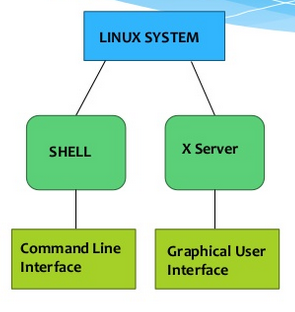 LINUX SYSTEM
SHELL
X Server
Command Line
Interface
Graphical User
Interface